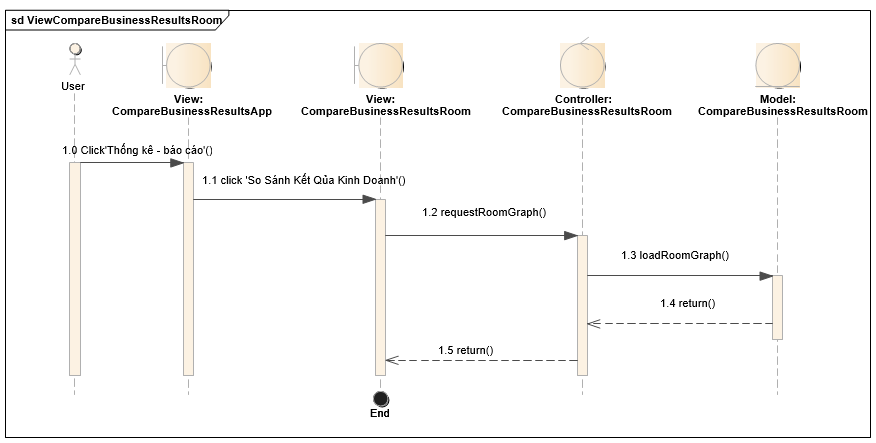 sd ViewCompareBusinessResultsRoom
User
View:
CompareBusinessResultsApp
View:
CompareBusinessResultsRoom
Controller:
CompareBusinessResultsRoom
Model:
CompareBusinessResultsRoom
1.0 Click'Thống kê - báo cáo'()
1.1 click 'So Sánh Kết Qủa Kinh Doanh'()
1.2 requestRoomGraph()
1.3 loadRoomGraph()
1.4 return()
1.5 return()
End